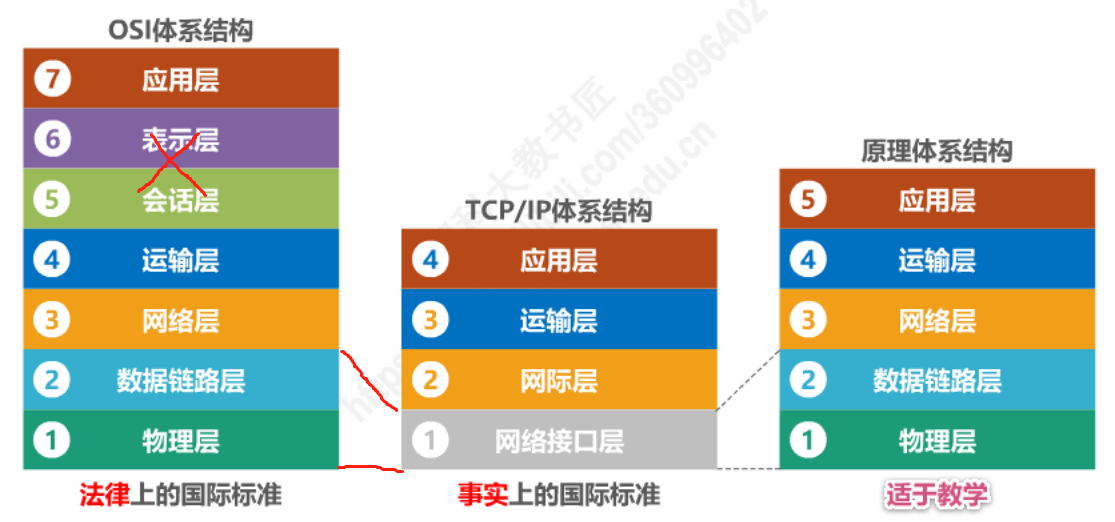 OSI体系结构
7 应用层
6 表示层
5 会话层
4 运输层
3 网络层
2 数据链路层
1 物理层
法律上的国际标准
TCP/IP体系结构
4 应用层
3 运输层
2 网际层
1 网络接口层
事实上的国际标准
原理体系结构
5 应用层
4 运输层
3 网络层
2 数据链路层
1 物理层
适于教学
大教书匠
.com/360996402
du.cn
http